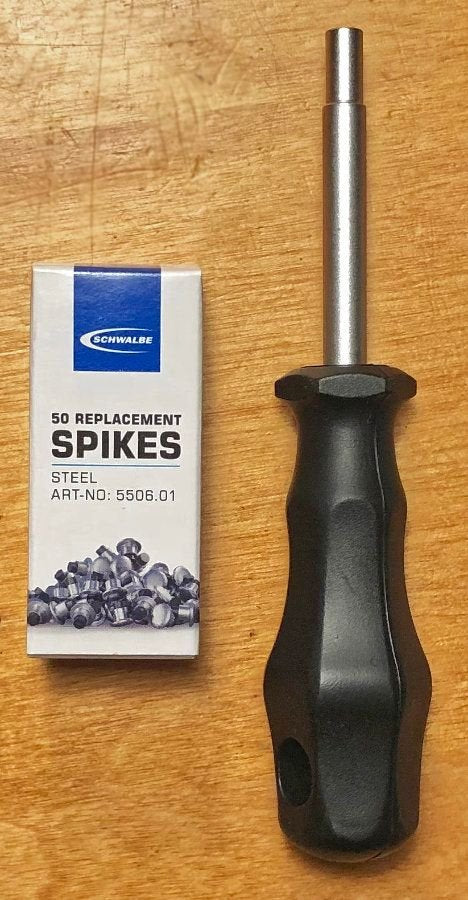 SCHWALBE
50 REPLACEMENT
SPIKES
STEEL
ART-NO: 5506.01